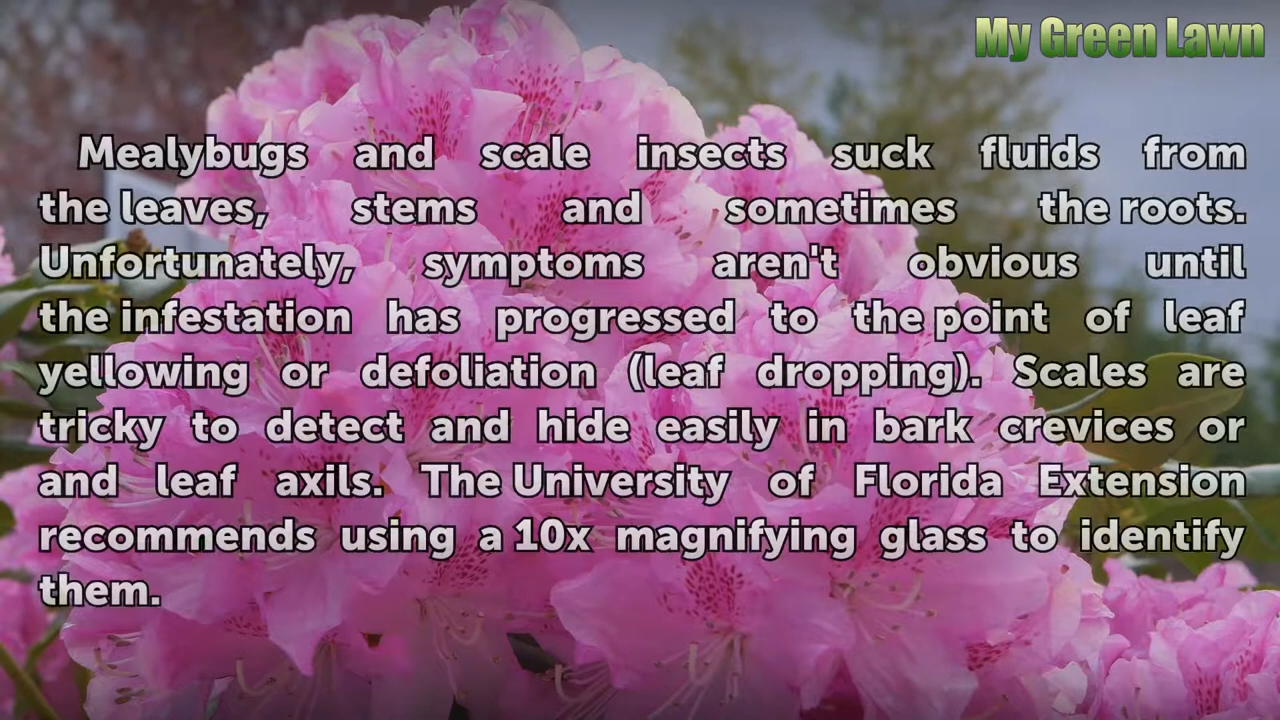 My Green Lawn
Mealybugs and scale insects suck fluids from
the leaves, stems and sometimes the roots.
Unfortunately, symptoms aren't obvious until
the infestation has progressed to the point of leaf
yellowing or defoliation (leaf dropping). Scales are
tricky to detect and hide easily in bark crevices or
and leaf axils. The University of Florida Extension
recommends using a 10x magnifying glass to identify
them.